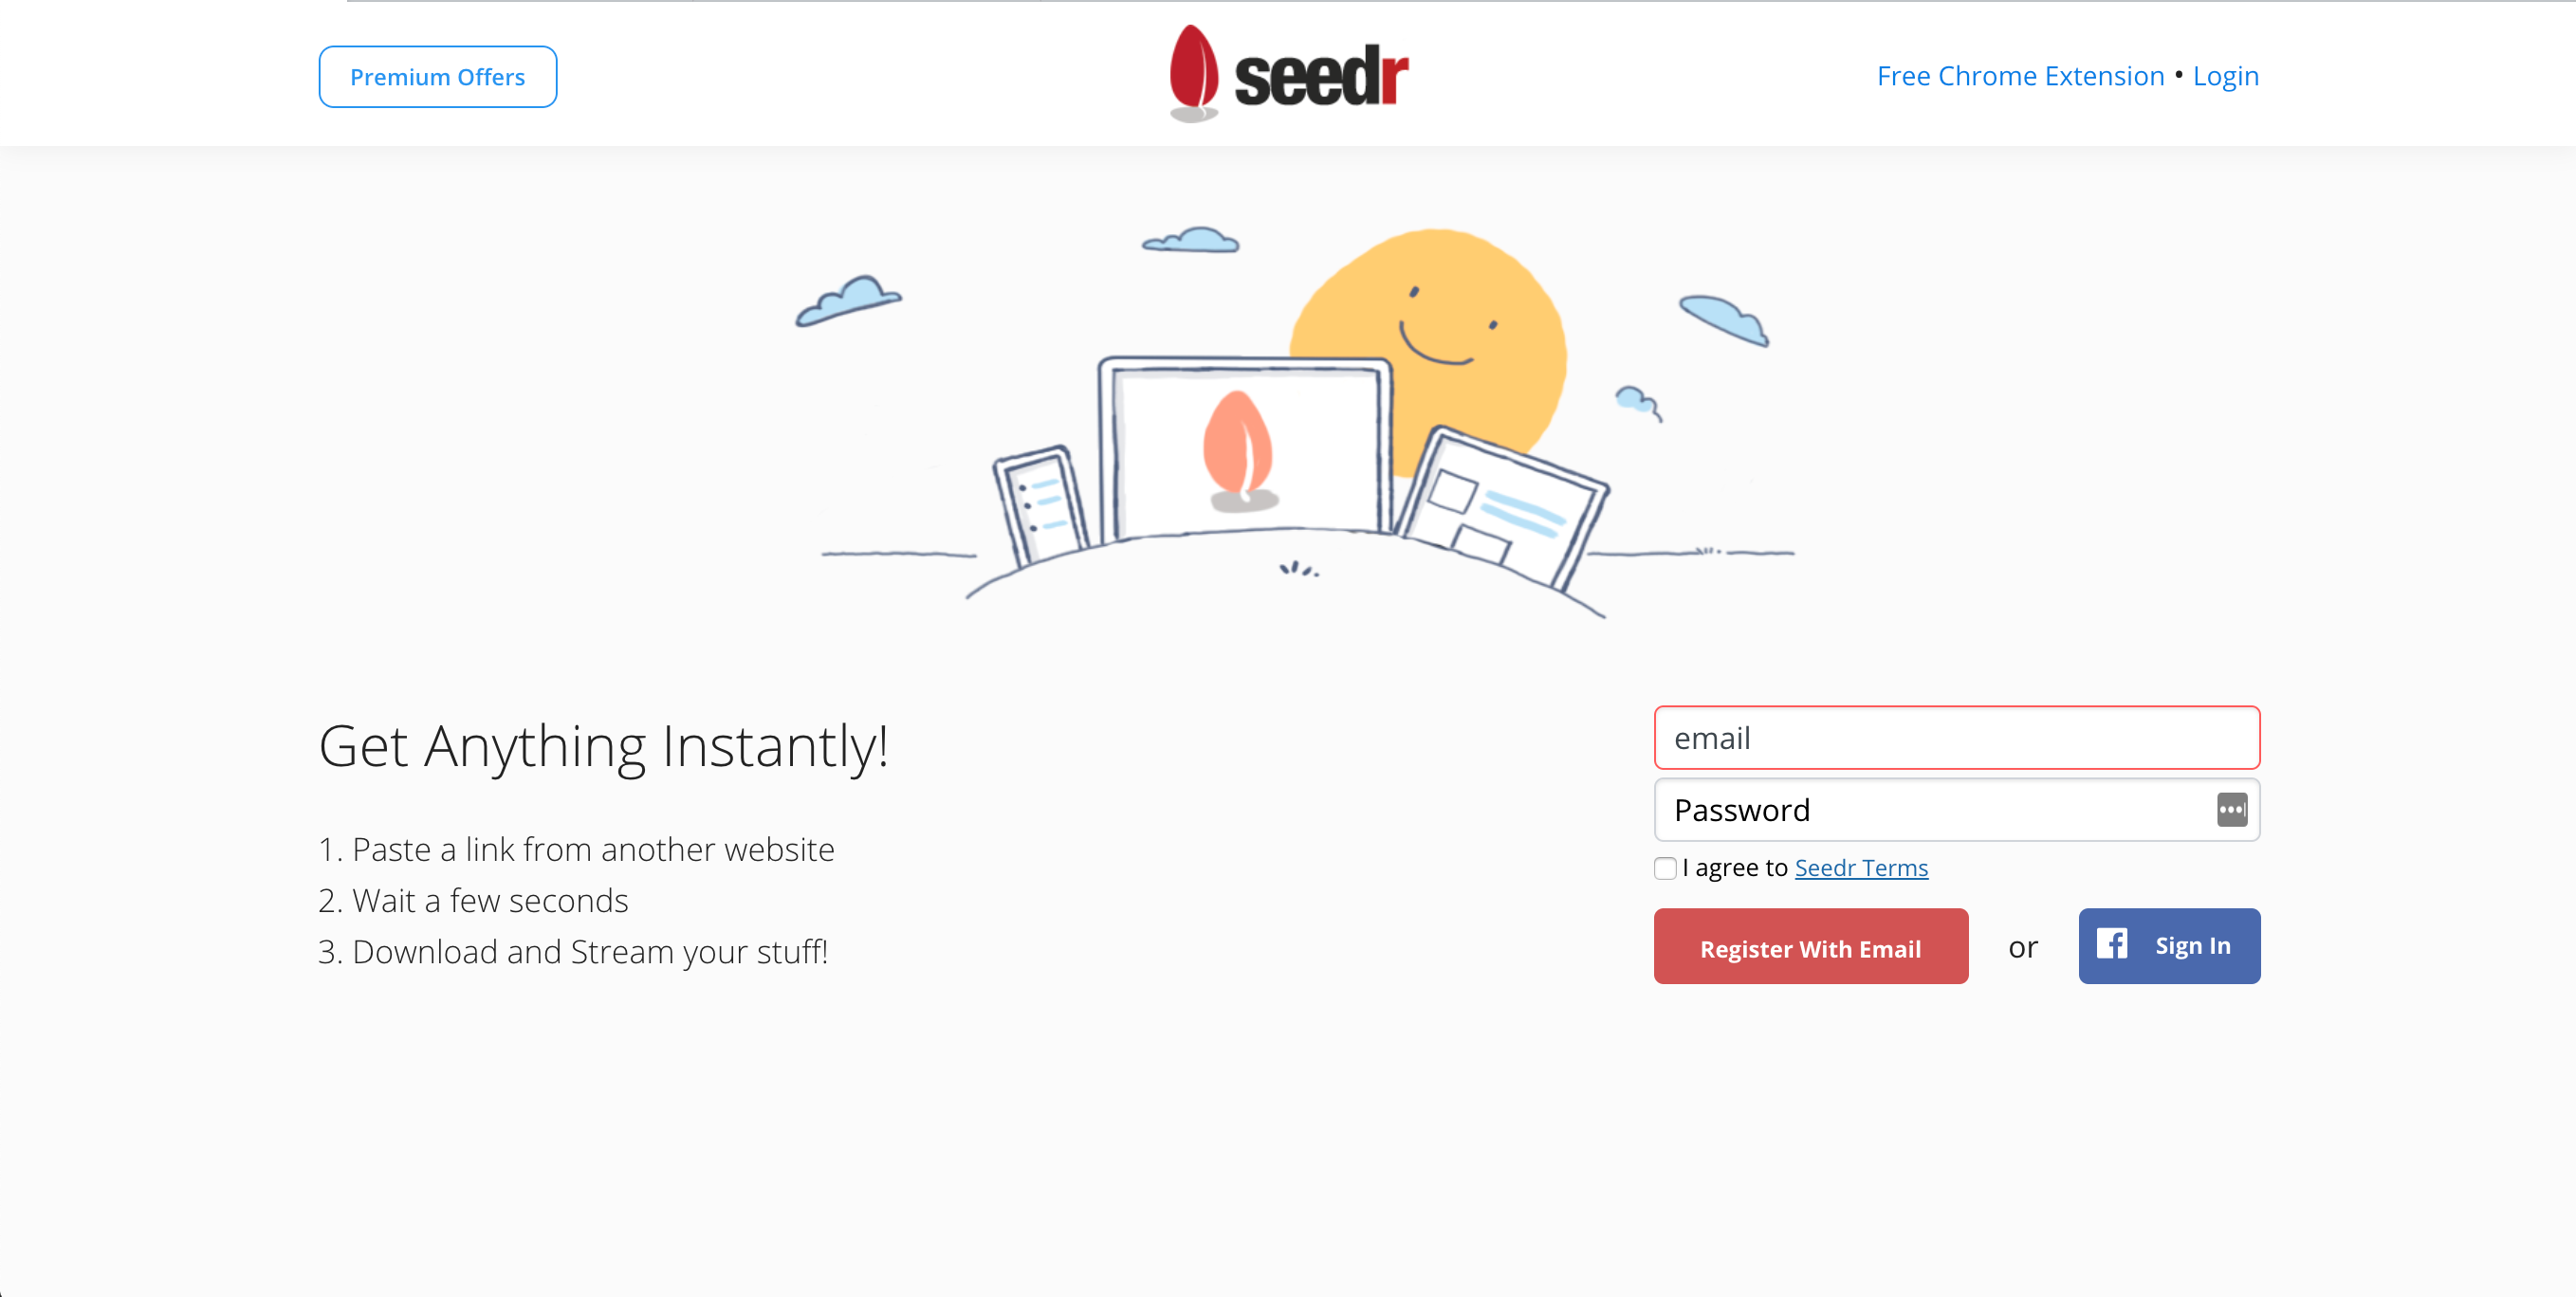 Premium Offers
seedr
Free Chrome Extension • Login
Get Anything Instantly!
1. Paste a link from another website
2. Wait a few seconds
3. Download and Stream your stuff!
email
Password
I agree to Seedr Terms
Register With Email
or
Sign In